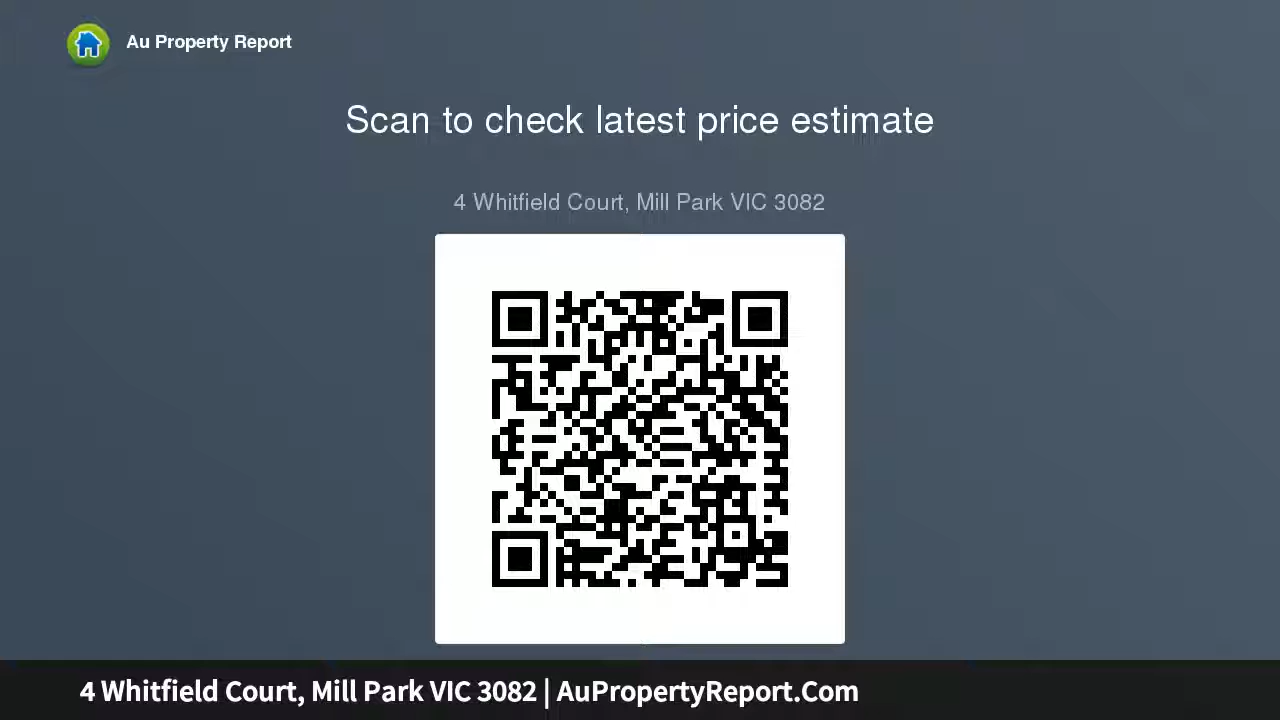 Au Property Report
Scan to check latest price estimate
4 Whitfield Court, Mill Park VIC 3082
4 Whitfield Court, Mill Park VIC 3082 | AuPropertyReport.Com